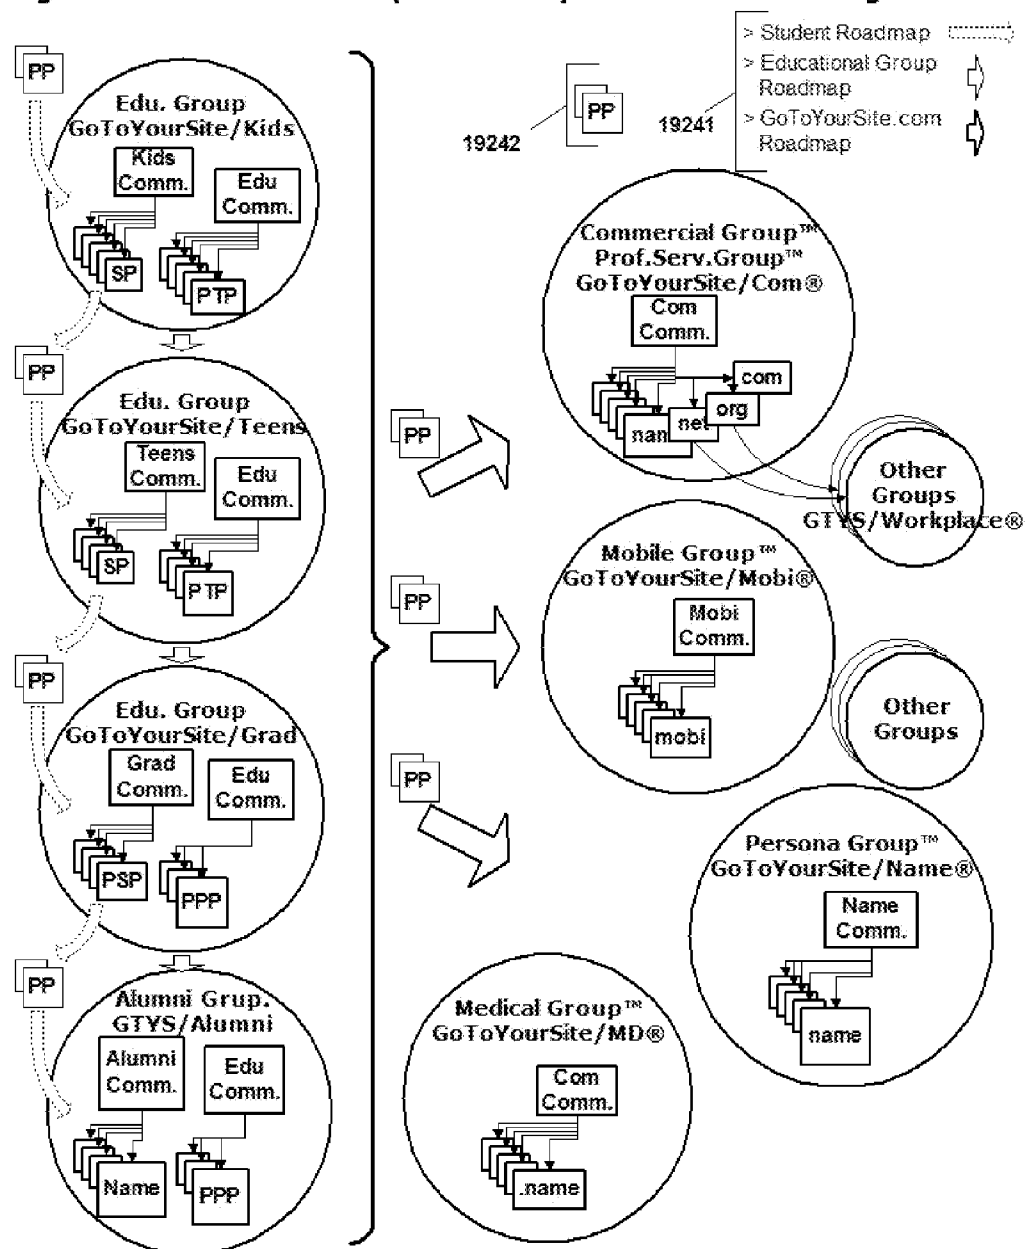 PP
Edu. Group
GoToYourSite/Kids
Kids
Comm.
Edu
Comm.
SP
PTP
PP
Edu. Group
GoToYourSite/Teens
Teens
Comm.
Edu
Comm.
SP
PTP
PP
Edu. Group
GoToYourSite/Grad
Grad
Comm.
Edu
Comm.
PSP
PPP
PP
Alumni Grup.
GTYS/Alumni
Alumni
Comm.
Edu
Comm.
Name
PPP
PP
PP
PP
19242
PP
19241
> Student Roadmap
> Educational Group
Roadmap
> GoToYourSite.com
Roadmap
Commercial Group™
Prof.Serv.Group™
GoToYourSite/Com®
Com
Comm.
com
org
net
nam
Other
Groups
GTYS/Workplace®
Mobile Group™
GoToYourSite/Mobi®
Mobi
Comm.
mobi
Other
Groups
Persona Group™
GoToYourSite/Name®
Name
Comm.
name
Medical Group™
GoToYourSite/MD®
Com
Comm.
.name